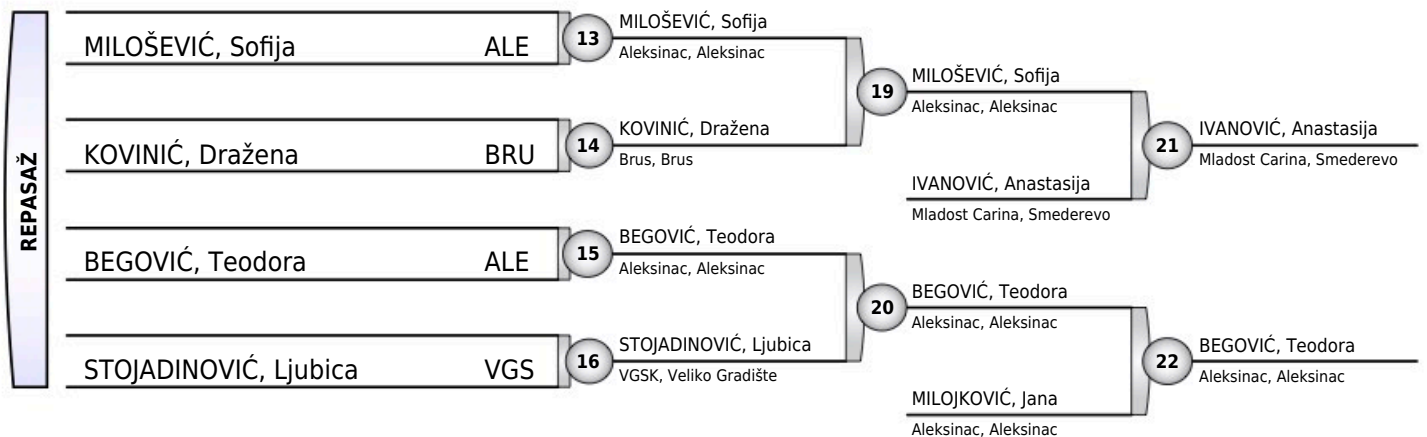 REPASAŽ
MILOŠEVIĆ, Sofija ALE
13
MILOŠEVIĆ, Sofija
Aleksinac, Aleksinac
KOVINIĆ, Dražena BRU
14
KOVINIĆ, Dražena
Brus, Brus
19
MILOŠEVIĆ, Sofija
Aleksinac, Aleksinac
IVANOVIĆ, Anastasija
Mladost Carina, Smederevo
21
IVANOVIĆ, Anastasija
Mladost Carina, Smederevo
BEGOVIĆ, Teodora ALE
15
BEGOVIĆ, Teodora
Aleksinac, Aleksinac
STOJADINOVIĆ, Ljubica VGS
16
STOJADINOVIĆ, Ljubica
VGSK, Veliko Gradište
20
BEGOVIĆ, Teodora
Aleksinac, Aleksinac
MILOJKOVIĆ, Jana
Aleksinac, Aleksinac
22
BEGOVIĆ, Teodora
Aleksinac, Aleksinac